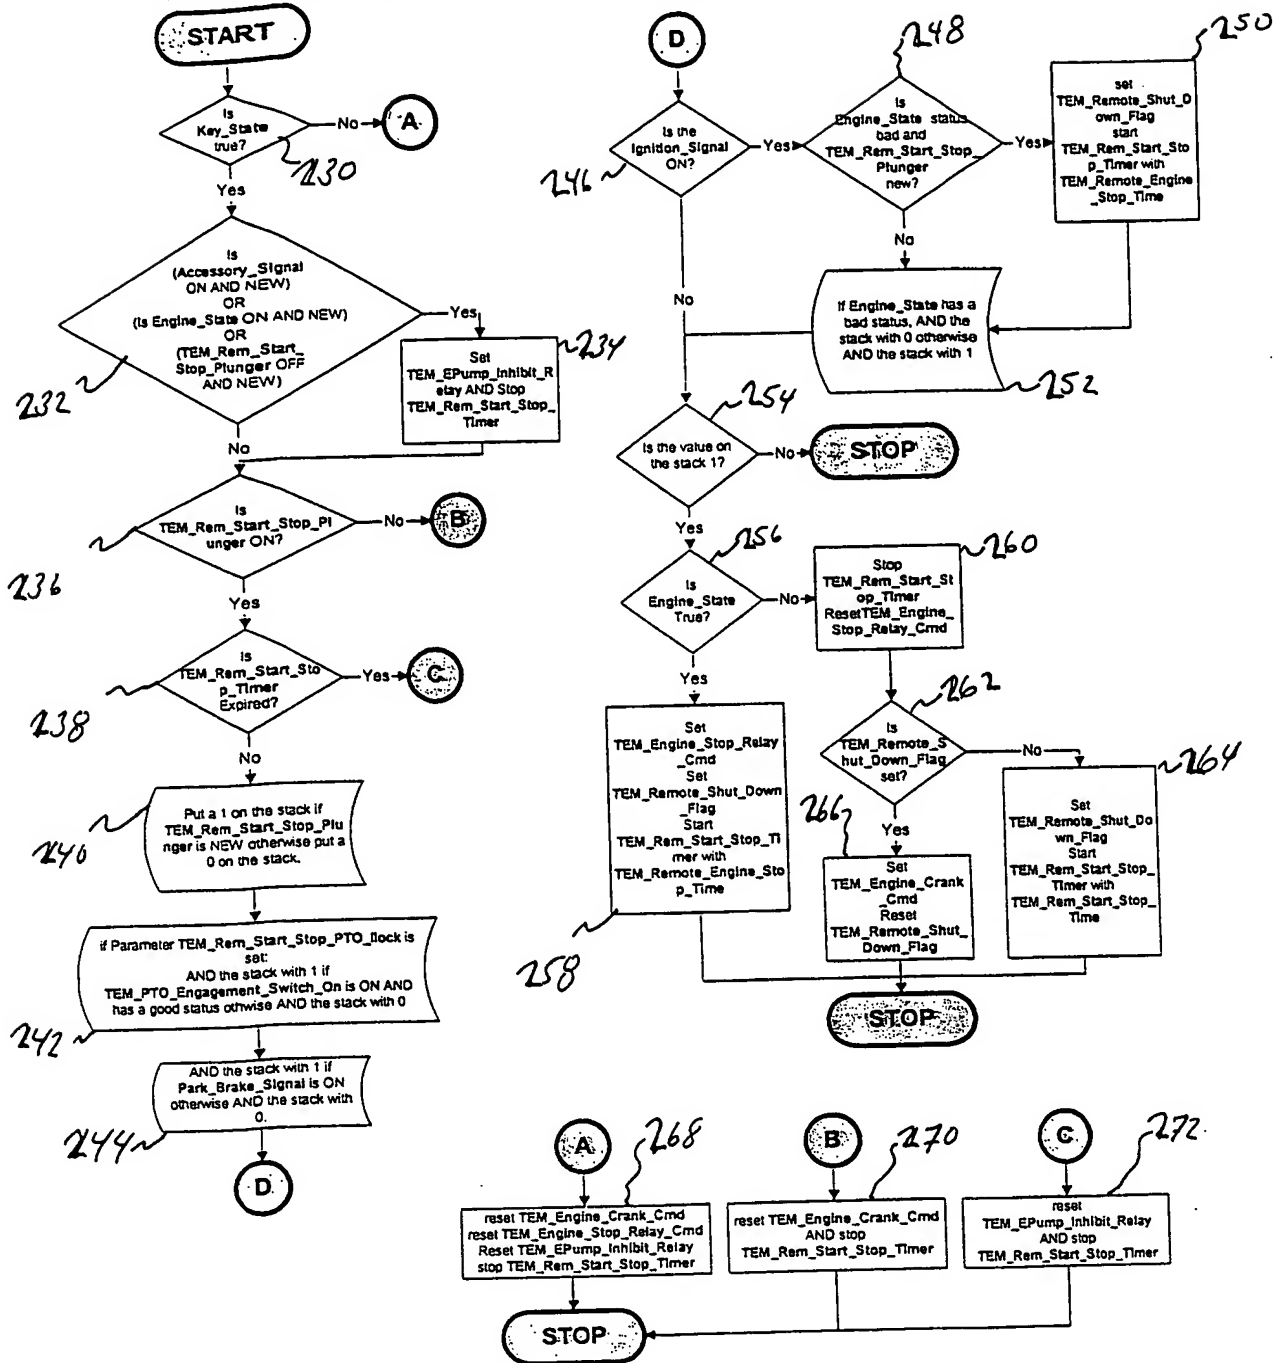 START
Is
Key_State
true?
No
A
230
Yes
Is
(Accessory_Signal
ON AND NEW)
OR
(Is Engine_State ON AND NEW)
OR
(TEM_Rem_Start_
Stop_Plunger OFF
AND NEW)
Yes
232
Set
TEM_EPump_Inhibit_R
elay AND Stop
TEM_Rem_Start_Stop_
Timer
234
No
Is
TEM_Rem_Start_Stop_Pl
unger ON?
No
B
236
Yes
Is
TEM_Rem_Start_Sto
p_Timer
Expired?
Yes
C
238
No
Put a 1 on the stack if
TEM_Rem_Start_Stop_Plu
nger is NEW otherwise put a
0 on the stack.
240
if Parameter TEM_Rem_Start_Stop_PTO_Ilock is
set:
AND the stack with 1 if
TEM_PTO_Engagement_Switch_On is ON AND
has a good status othwise AND the stack with 0
242
AND the stack with 1 if
Park_Brake_Signal is ON
otherwise AND the stack with
0.
244
D
D
Is the
Ignition_Signal
ON?
246
Yes
Is
Engine_State status
bad and
TEM_Rem_Start_Stop_
Plunger
new?
248
Yes
set
TEM_Remote_Shut_D
own_Flag
start
TEM_Rem_Start_Sto
p_Timer with
TEM_Remote_Engine
_Stop_Time
250
No
No
If Engine_State has a
bad status, AND the
stack with 0 otherwise
AND the stack with 1
252
Is the value on
the stack 1?
254
No
STOP
Yes
Is
Engine_State
True?
256
No
Stop
TEM_Rem_Start_St
op_Timer
ResetTEM_Engine_
Stop_Relay_Cmd
260
Yes
Set
TEM_Engine_Stop_Relay
_Cmd
Set
TEM_Remote_Shut_Down
_Flag
Start
TEM_Rem_Start_Stop_Ti
mer with
TEM_Remote_Engine_Sto
p_Time
258
Is
TEM_Remote_S
hut_Down_Flag
set?
262
No
Set
TEM_Remote_Shut_Do
wn_Flag
Start
TEM_Rem_Start_Stop_
Timer with
TEM_Rem_Start_Stop_
Time
264
Yes
Set
TEM_Engine_Crank
_Cmd
Reset
TEM_Remote_Shut_
Down_Flag
266
STOP
A
reset TEM_Engine_Crank_Cmd
reset TEM_Engine_Stop_Relay_Cmd
Reset TEM_EPump_Inhibit_Relay
stop TEM_Rem_Start_Stop_Timer
268
B
reset TEM_Engine_Crank_Cmd
AND stop
TEM_Rem_Start_Stop_Timer
270
C
reset
TEM_EPump_Inhibit_Relay
AND stop
TEM_Rem_Start_Stop_Timer
272
STOP